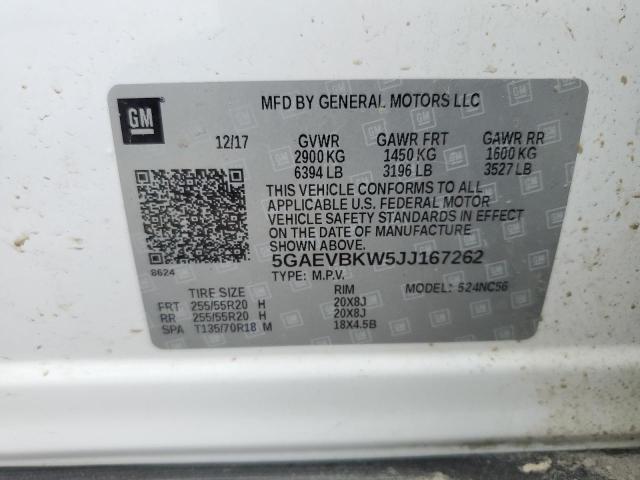 MFD BY GENERAL MOTORS LLC
GM
12/17 GVWR GAWR FRT GAWR RR
2900 KG 1450 KG 1600 KG
6394 LB 3196 LB 3527 LB
THIS VEHICLE CONFORMS TO ALL
APPLICABLE U.S. FEDERAL MOTOR
VEHICLE SAFETY STANDARDS IN EFFECT
ON THE DATE OF MANUFACTURE
SHOWN ABOVE.
8624
5GAEVBKW5JJ167262
TYPE: M.P.V. MODEL: 524NC56
TIRE SIZE RIM
FRT 255/55R20 H 20X8J
RR 255/55R20 H 20X8J
SPA T135/70R18 M 18X4.5B